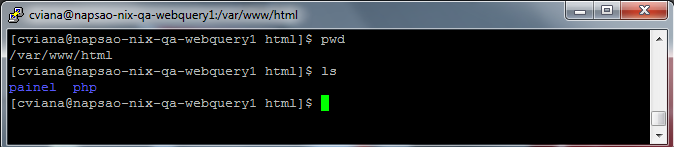 cviana@napsao-nix-qa-webquery1:/var/www/html
[cviana@napsao-nix-qa-webquery1 html]$ pwd
/var/www/html
[cviana@napsao-nix-qa-webquery1 html]$ ls
painel  php
[cviana@napsao-nix-qa-webquery1 html]$